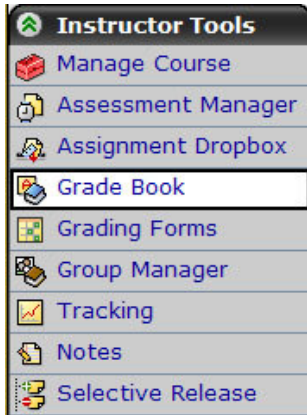 Instructor Tools
Manage Course
Assessment Manager
Assignment Dropbox
Grade Book
Grading Forms
Group Manager
Tracking
Notes
Selective Release